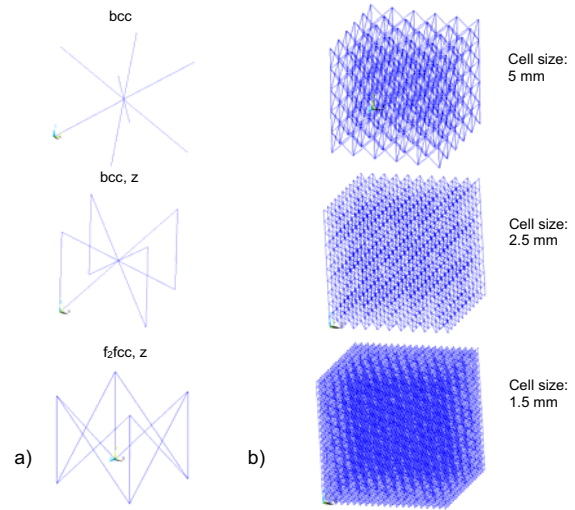 bcc
bcc, z
f₂fcc, z
a)
b)
Cell size:
5 mm
Cell size:
2.5 mm
Cell size:
1.5 mm